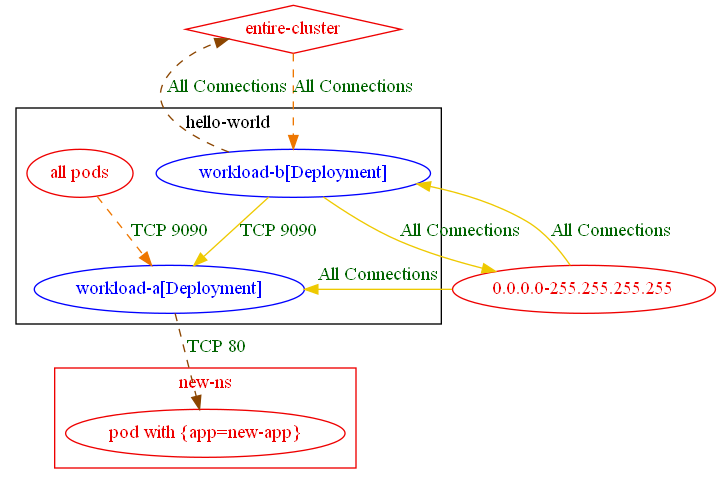 entire-cluster
All Connections
All Connections
hello-world
all pods
workload-b[Deployment]
TCP 9090
TCP 9090
All Connections
All Connections
All Connections
workload-a[Deployment]
0.0.0.0-255.255.255.255
TCP 80
new-ns
pod with {app=new-app}